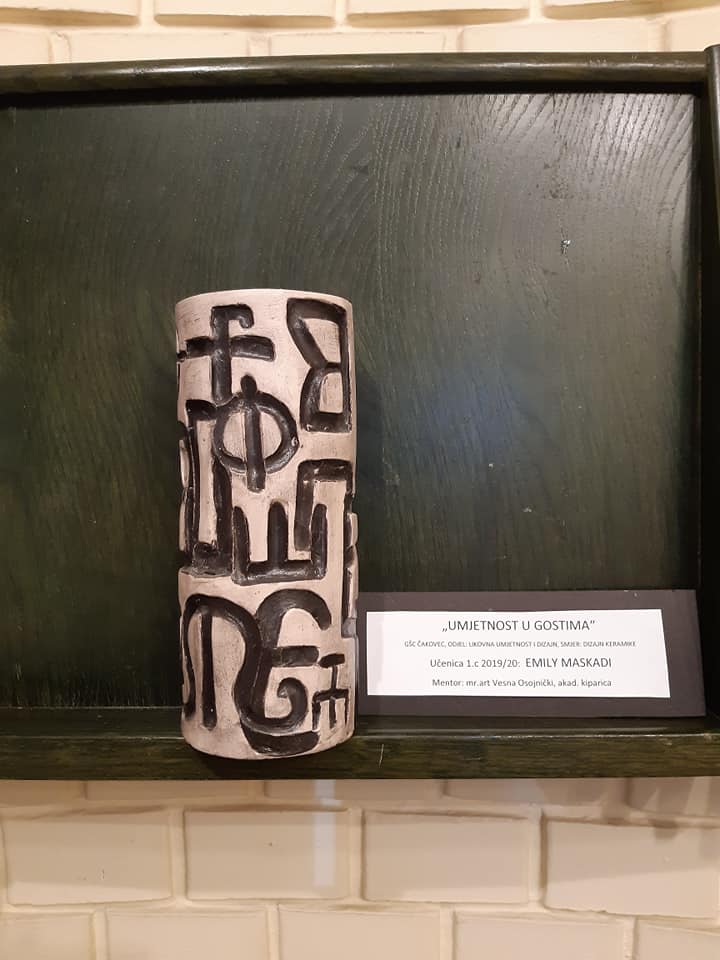 „UMJETNOST U GOSTIMA”
GŠC ČAKOVEC, ODJEL: LIKOVNA UMJETNOST I DIZAJN, SMJER: DIZAJN KERAMIKE
Učenica 1.c 2019/20: EMILY MASKADI
Mentor: mr.art Vesna Osojnički, akad. kiparica